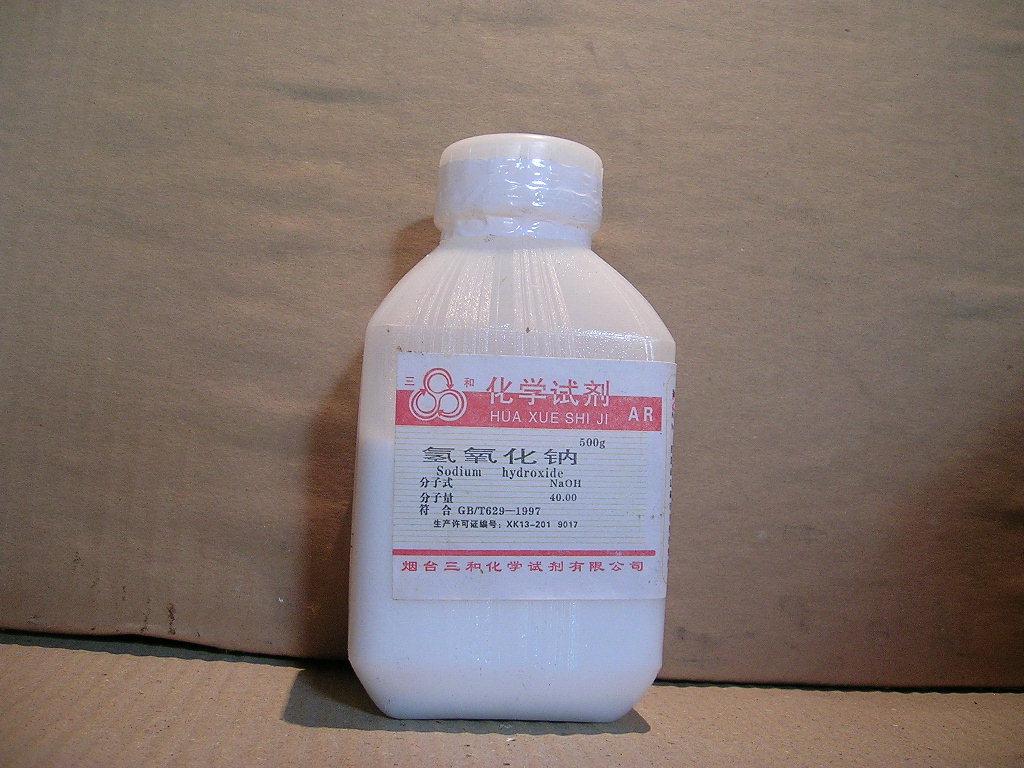 三 和 化学试剂
HUA XUE SHI JI AR
500g
氢氧化钠
Sodium hydroxide
分子式 NaOH
分子量 40.00
符 合 GB/T629—1997
生产许可证编号：XK13-201 9017
烟台三和化学试剂有限公司